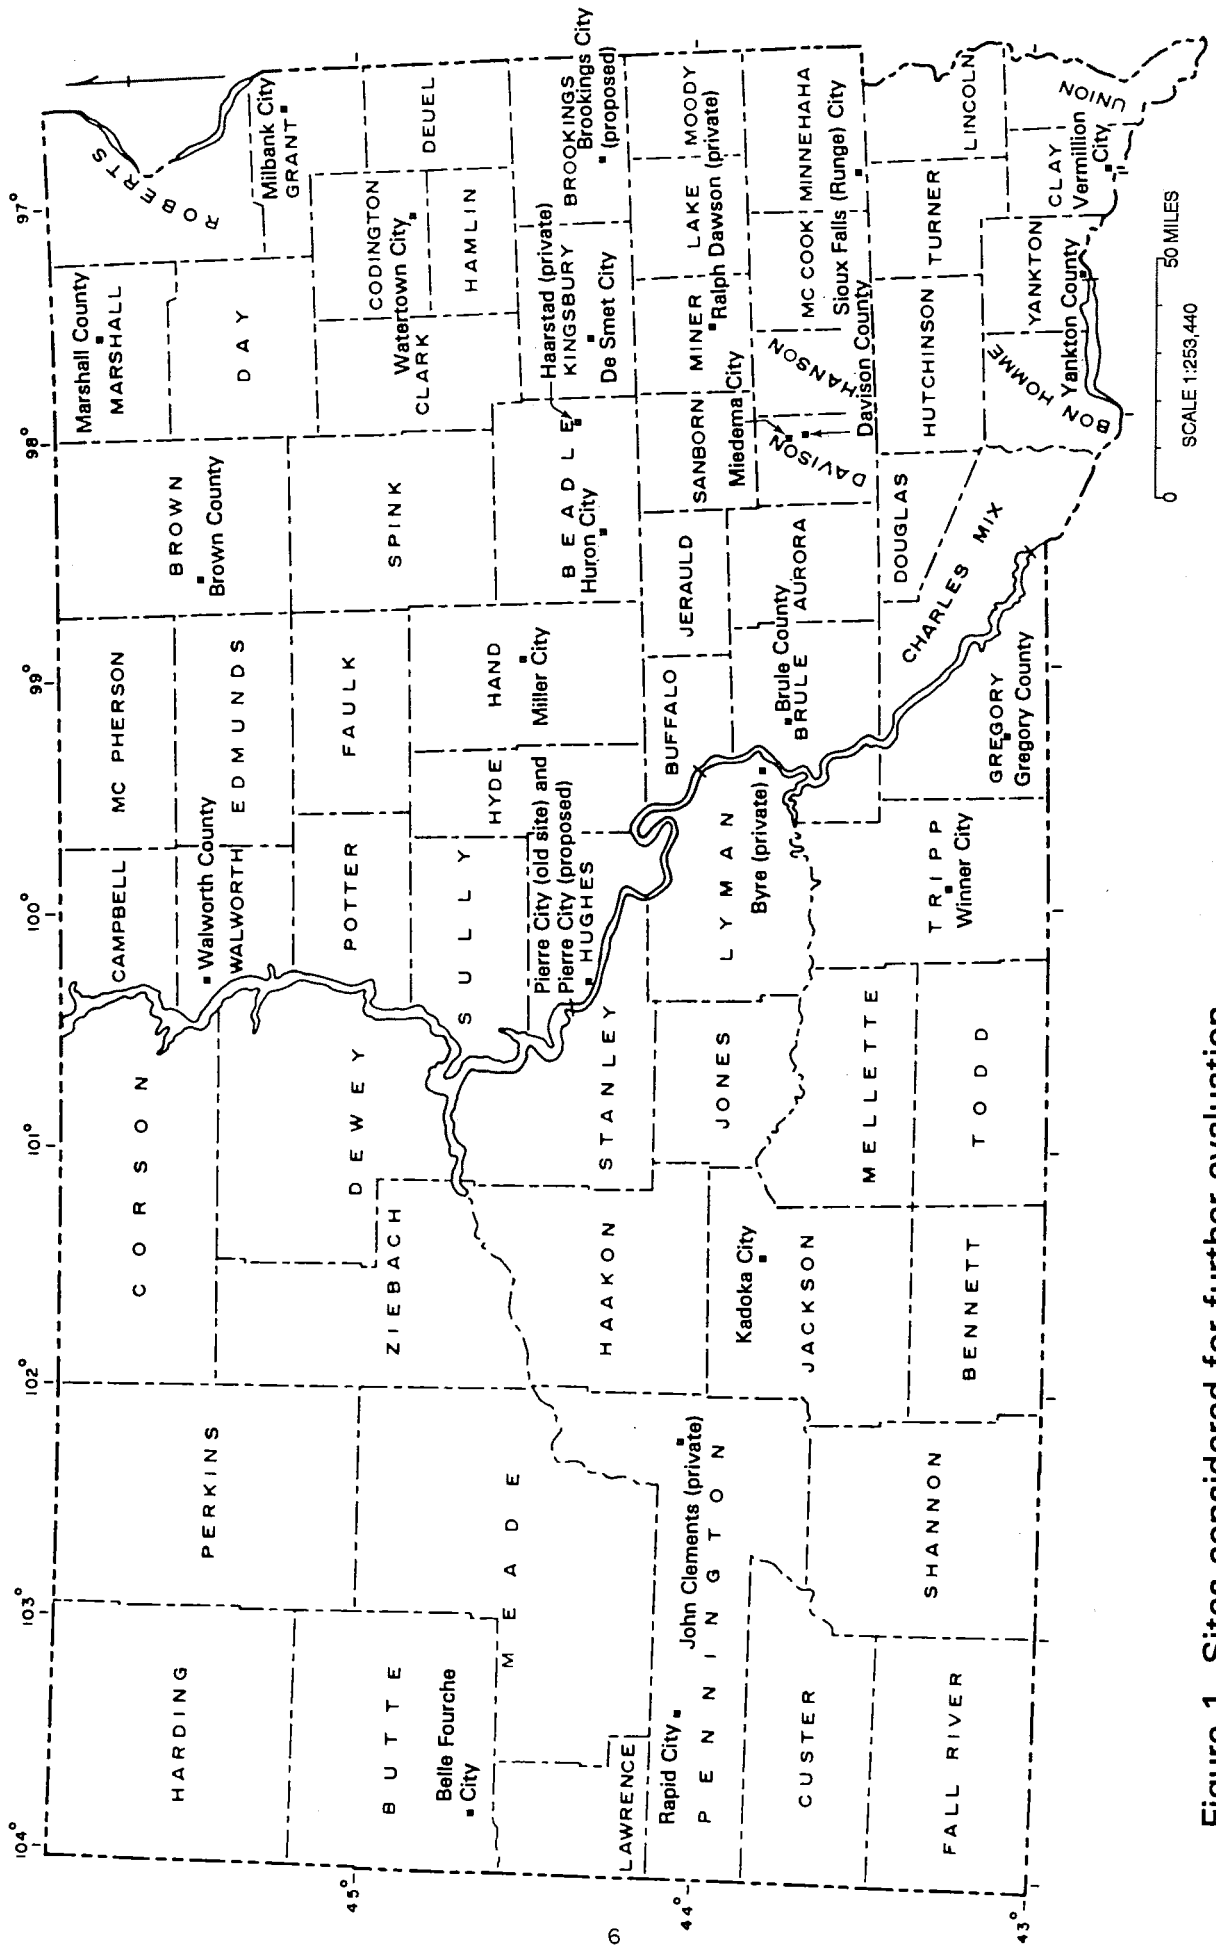 104°
103°
102°
101°
100°
99°
98°
97°
45°
44°
43°
HARDING
PERKINS
CORSON
CAMPBELL
MC PHERSON
BROWN
Brown County
Marshall County
MARSHALL
ROBERTS
Walworth County
WALWORTH
EDMUNDS
DAY
Milbank City
GRANT
BUTTE
Belle Fourche
City
ZIEBACH
DEWEY
POTTER
FAULK
SPINK
CLARK
CODINGTON
Watertown City
DEUEL
HAMLIN
MEADE
SULLY
HYDE
HAND
Miller City
BEADLE
Huron City
Haarstad (private)
KINGSBURY
De Smet City
BROOKINGS
Brookings City
(proposed)
LAWRENCE
HAAKON
STANLEY
Pierre City (old site) and
Pierre City (proposed)
HUGHES
Rapid City
John Clements (private)
PENNINGTON
Kadoka City
JACKSON
JONES
LYMAN
Byre (private)
BUFFALO
JERAULD
SANBORN
MINER
LAKE
MOODY
Ralph Dawson (private)
Miedema City
Brule County
BRULE
AURORA
DAVISON
Davison County
HANSON
MC COOK
MINNEHAHA
Sioux Falls (Runge) City
CUSTER
FALL RIVER
SHANNON
BENNETT
MELLETTE
TODD
TRIPP
Winner City
GREGORY
Gregory County
CHARLES MIX
DOUGLAS
HUTCHINSON
TURNER
LINCOLN
BON HOMME
YANKTON
Yankton County
CLAY
Vermillion
City
UNION
0
50 MILES
SCALE 1:253,440
6
Figure 1. Sites considered for further evaluation